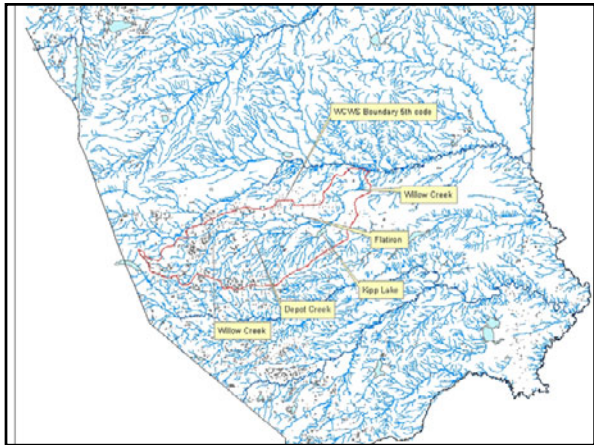 WCWS Boundary 5th code
Willow Creek
Flatiron
Kipp Lake
Depot Creek
Willow Creek